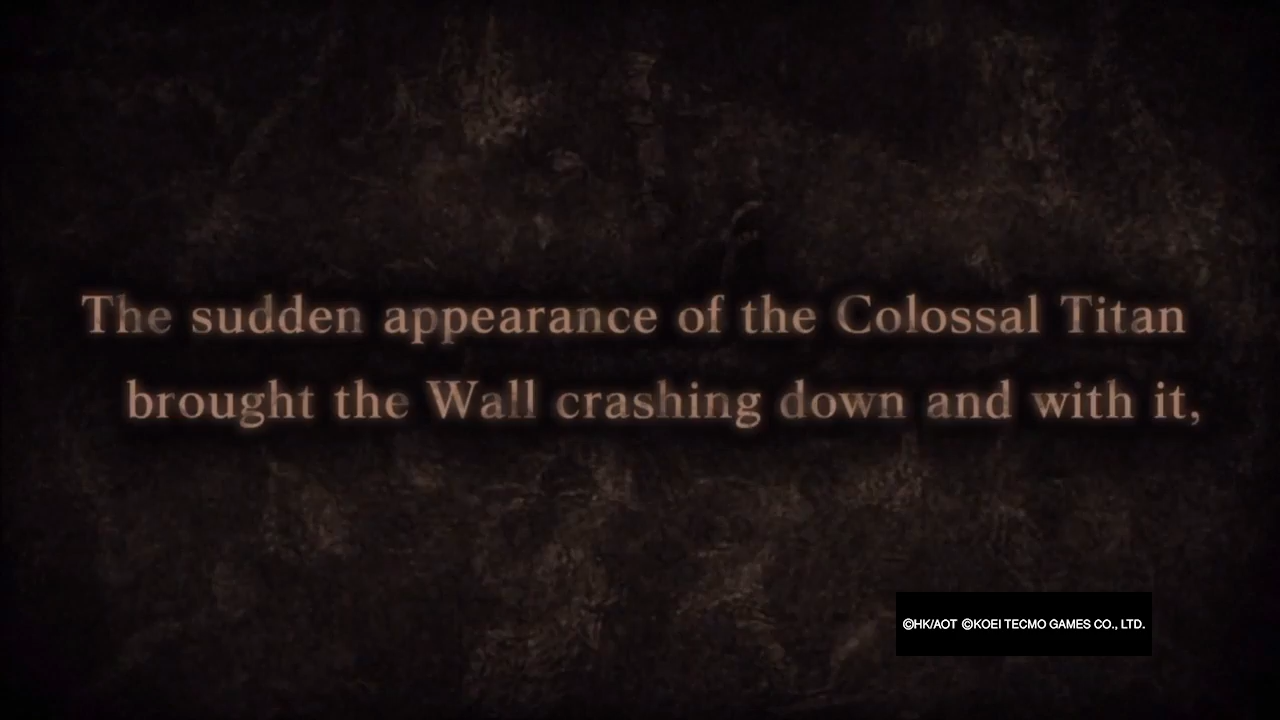 The sudden appearance of the Colossal Titan
brought the Wall crashing down and with it,
©HK/AOT ©KOEI TECMO GAMES CO., LTD.